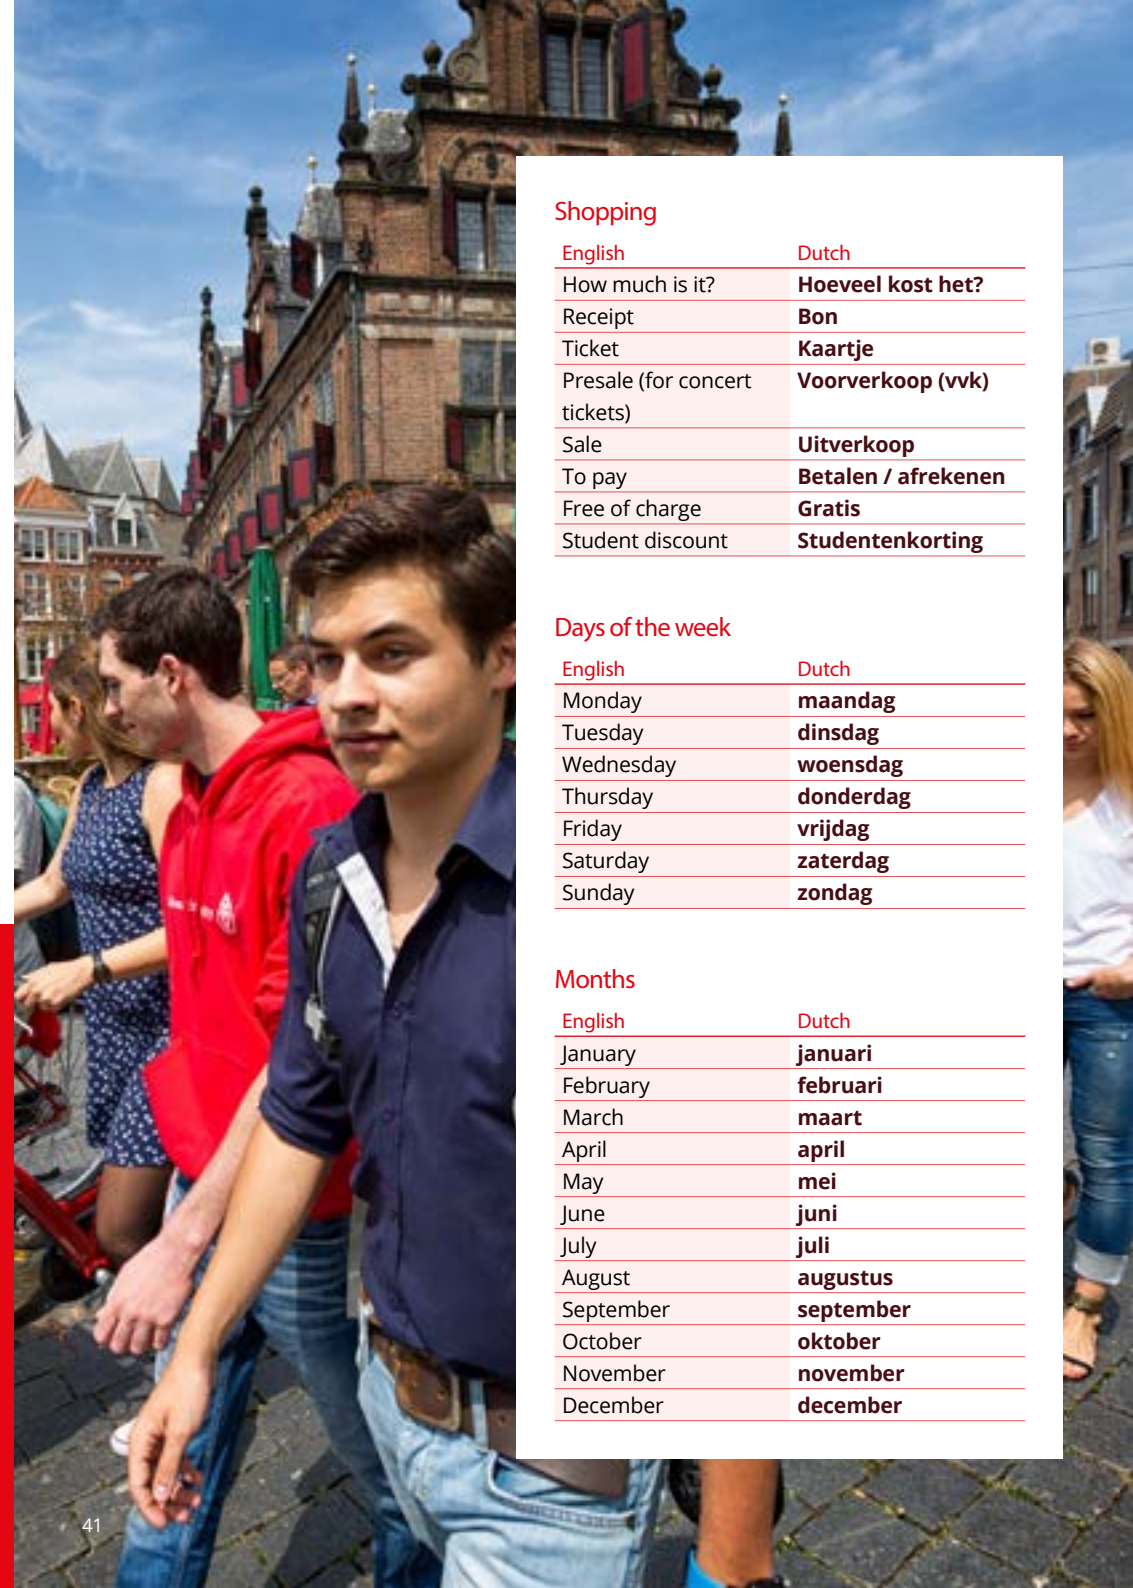 Shopping
English Dutch
How much is it? Hoeveel kost het?
Receipt Bon
Ticket Kaartje
Presale (for concert Voorverkoop (vvk)
tickets)
Sale Uitverkoop
To pay Betalen / afrekenen
Free of charge Gratis
Student discount Studentenkorting
Days of the week
English Dutch
Monday maandag
Tuesday dinsdag
Wednesday woensdag
Thursday donderdag
Friday vrijdag
Saturday zaterdag
Sunday zondag
Months
English Dutch
January januari
February februari
March maart
April april
May mei
June juni
July juli
August augustus
September september
October oktober
November november
December december
41